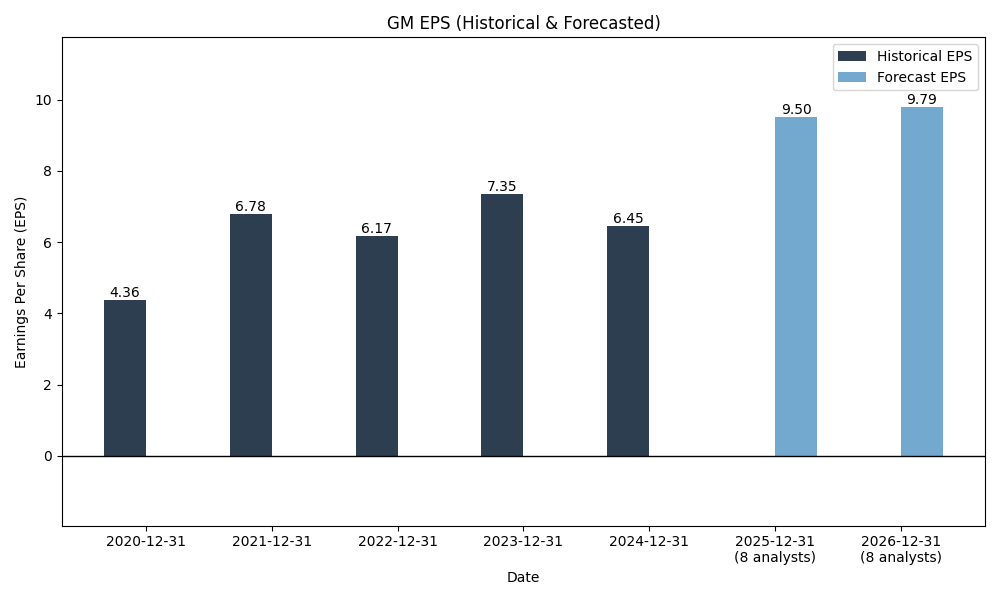 GM EPS (Historical & Forecasted)
Historical EPS
Forecast EPS
Earnings Per Share (EPS)
10
8
6
4
2
0
4.36
6.78
6.17
7.35
6.45
9.50
9.79
2020-12-31
2021-12-31
2022-12-31
2023-12-31
2024-12-31
2025-12-31
(8 analysts)
2026-12-31
(8 analysts)
Date